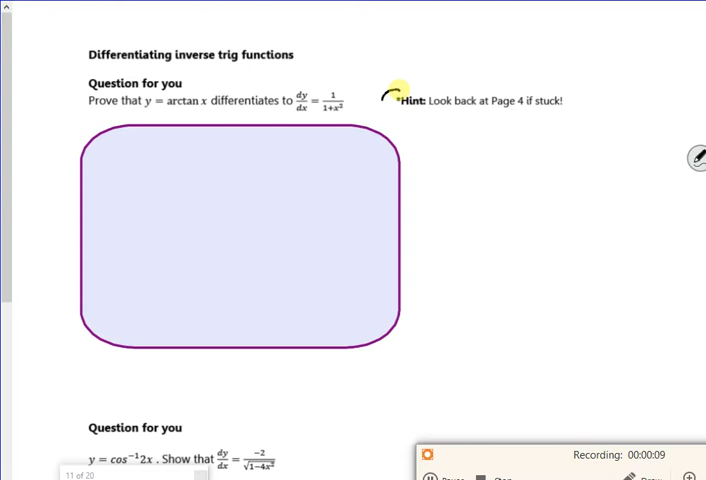 Differentiating inverse trig functions
Question for you
Prove that y = arctan x differentiates to dy/dx = 1/(1+x²)
*Hint: Look back at Page 4 if stuck!
Question for you
y = cos⁻¹2x . Show that dy/dx = -2/√(1-4x²)
11 of 20
Recording: 00:00:09